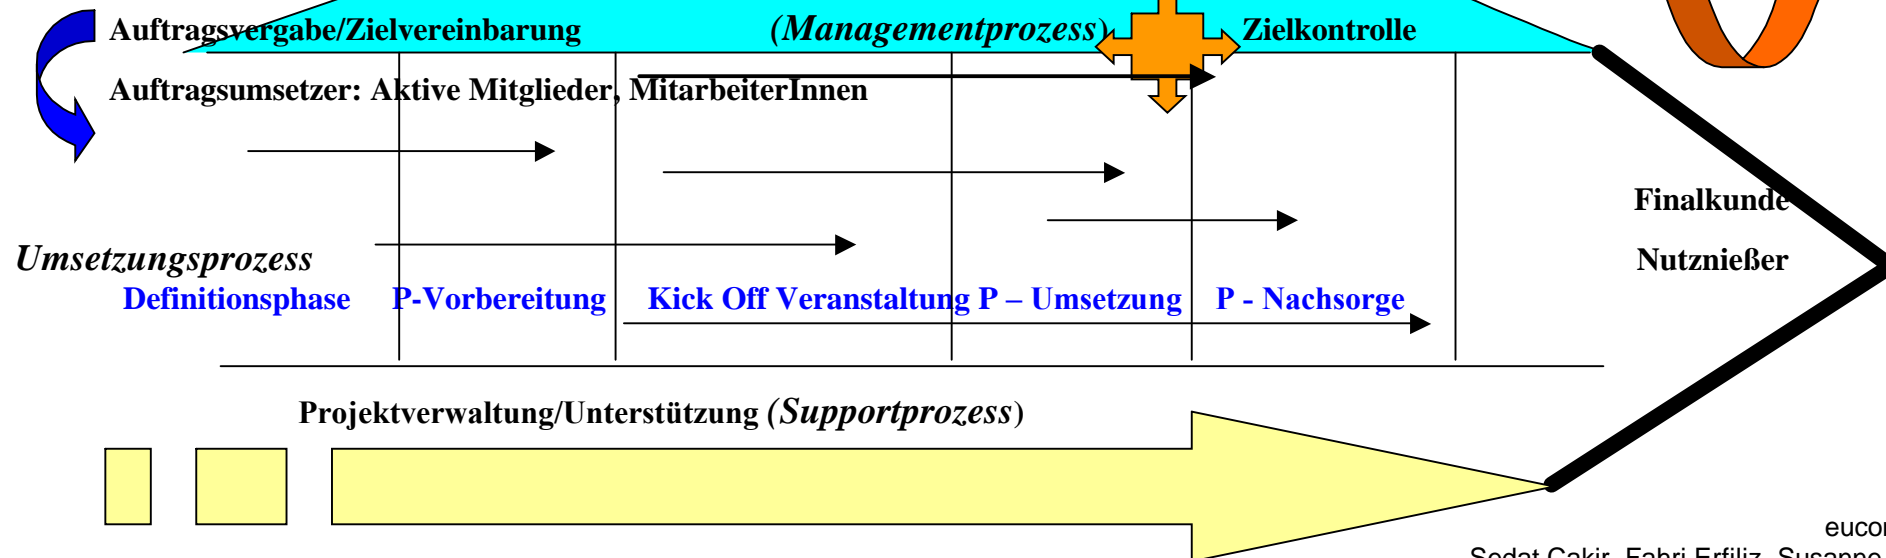 Auftragsvergabe/Zielvereinbarung (Managementprozess) Zielkontrolle
Auftragsumsetzer: Aktive Mitglieder, MitarbeiterInnen
Finalkunde
Umsetzungsprozess Nutznießer
Definitionsphase P-Vorbereitung Kick Off Veranstaltung P – Umsetzung P - Nachsorge
Projektverwaltung/Unterstützung (Supportprozess)
Sedat Cakir, Fahri Erfiliz, Susanne